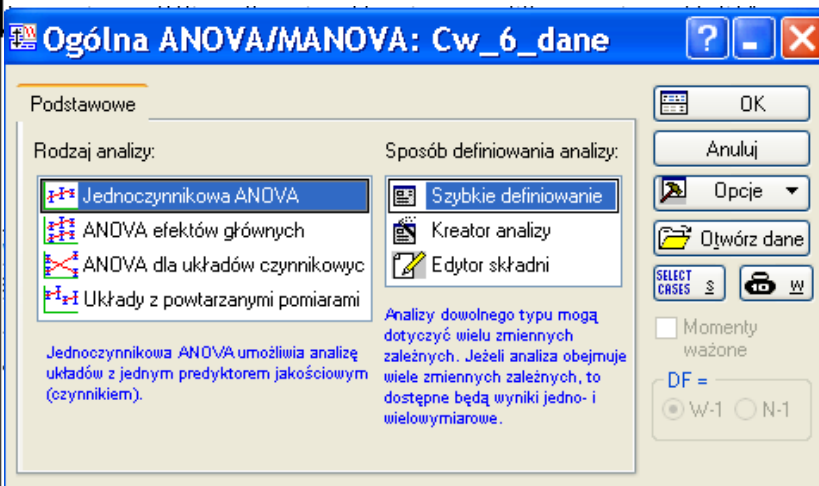 Ogólna ANOVA/MANOVA: Cw_6_dane
Podstawowe
Rodzaj analizy:
Jednoczynnikowa ANOVA
ANOVA efektów głównych
ANOVA dla układów czynnikowyc
Układy z powtarzanymi pomiarami
Jednoczynnikowa ANOVA umożliwia analizę
układów z jednym predyktorem jakościowym
(czynnikiem).
Sposób definiowania analizy:
Szybkie definiowanie
Kreator analizy
Edytor składni
Analizy dowolnego typu mogą
dotyczyć wielu zmiennych
zależnych. Jeżeli analiza obejmuje
wiele zmiennych zależnych, to
dostępne będą wyniki jedno- i
wielowymiarowe.
OK
Anuluj
Opcje
Otwórz dane
SELECT
CASES S
W
Momenty
ważone
DF =
W-1 N-1